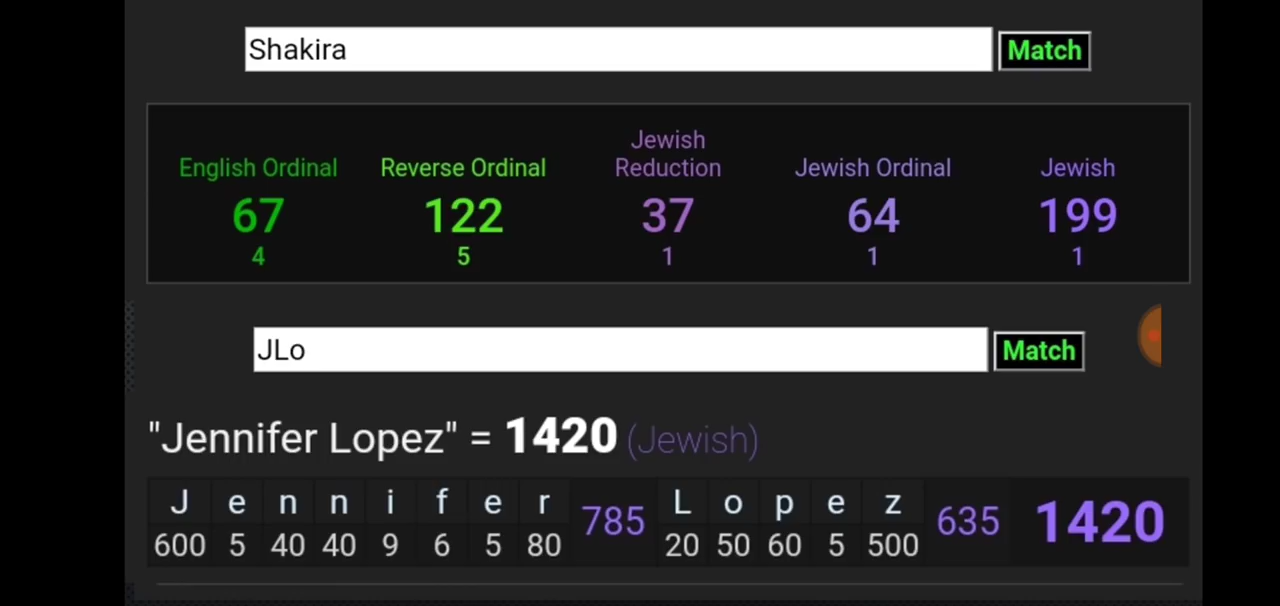 Shakira Match
Jewish
English Ordinal Reverse Ordinal Reduction Jewish Ordinal Jewish
67 122 37 64 199
4 5 1 1 1
JLo Match
"Jennifer Lopez" = 1420 (Jewish)
J e n n i f e r 785 L o p e z 635 1420
600 5 40 40 9 6 5 80 20 50 60 5 500